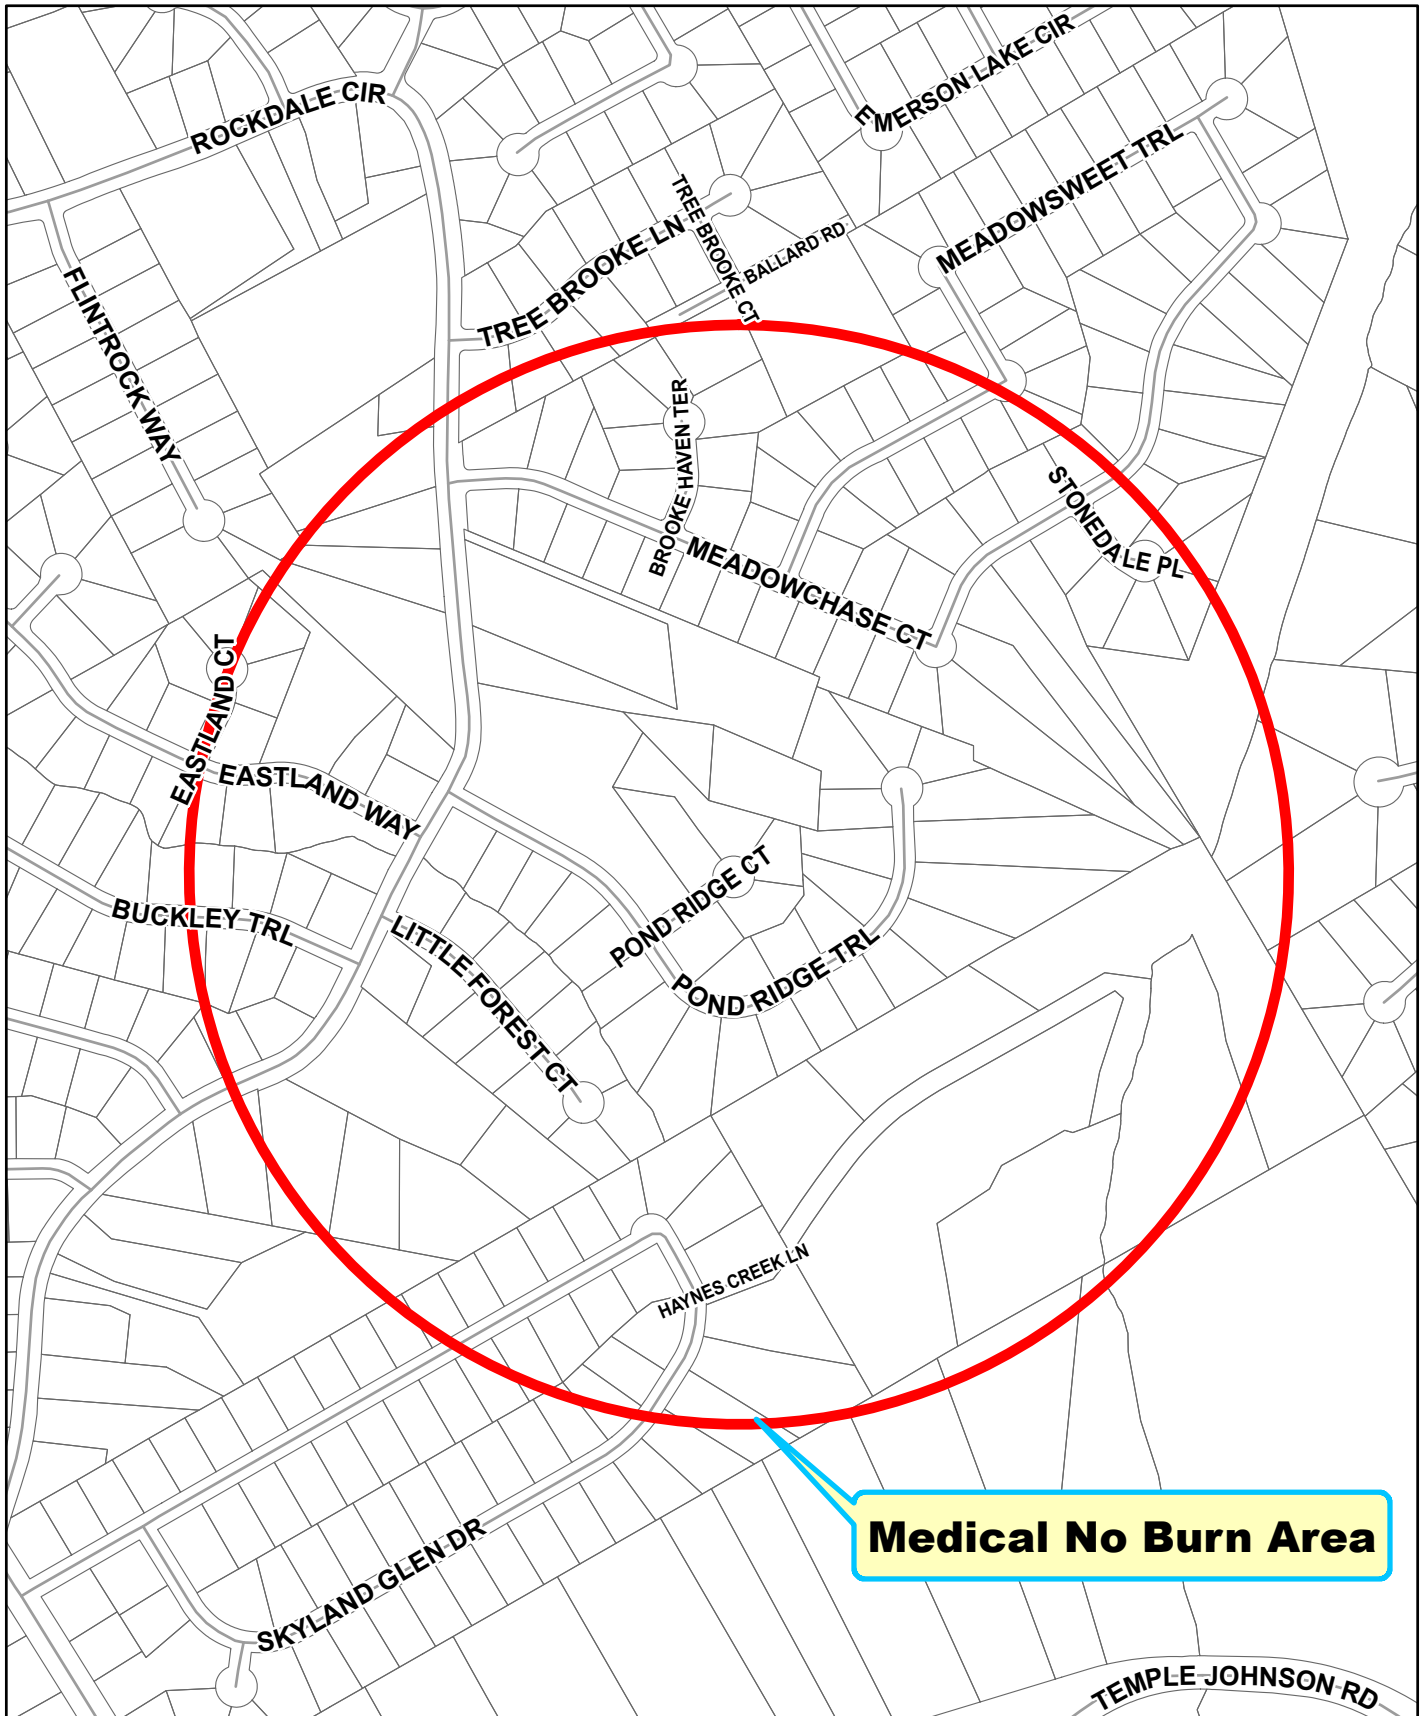 EMERSON LAKE CIR
ROCKDALE CIR
MEADOWSWEET TRL
TREE BROOKE CT
TREE BROOKE LN
BALLARD RD
FLINTROCK WAY
BROOKE HAVEN TER
STONEDALE PL
MEADOWCHASE CT
EASTLAND CT
EASTLAND WAY
POND RIDGE CT
BUCKLEY TRL
LITTLE FOREST CT
POND RIDGE TRL
HAYNES CREEK LN
Medical No Burn Area
SKYLAND GLEN DR
TEMPLE JOHNSON RD